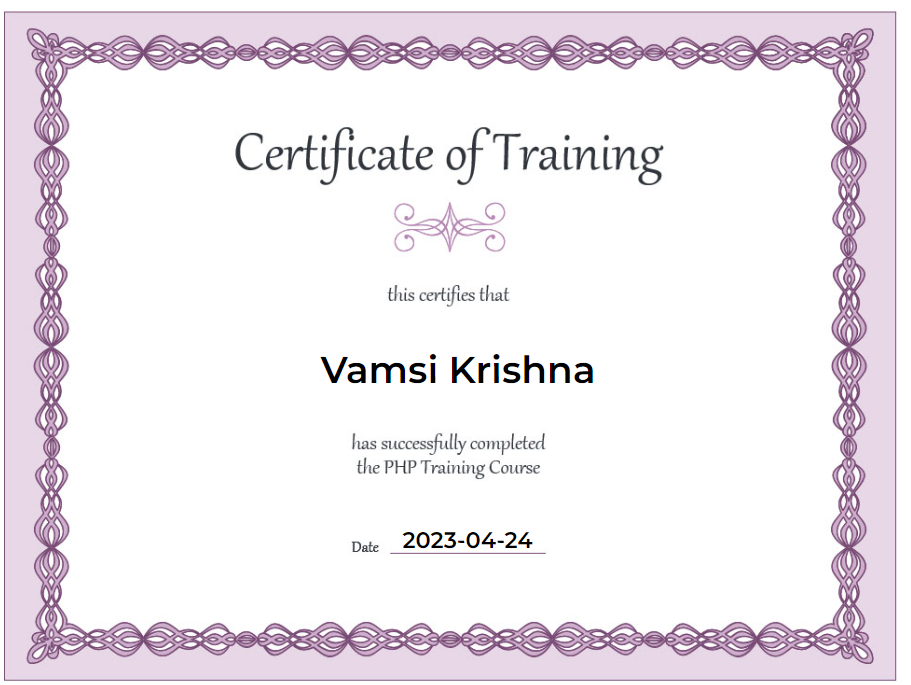 Certificate of Training
this certifies that
Vamsi Krishna
has successfully completed
the PHP Training Course
Date 2023-04-24